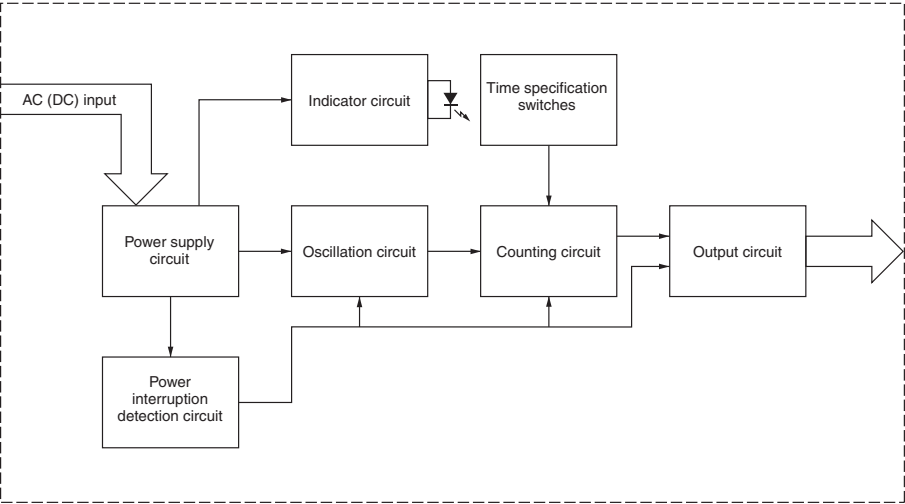 AC (DC) input
Indicator circuit
Time specification
switches
Power supply
circuit
Oscillation circuit
Counting circuit
Output circuit
Power
interruption
detection circuit